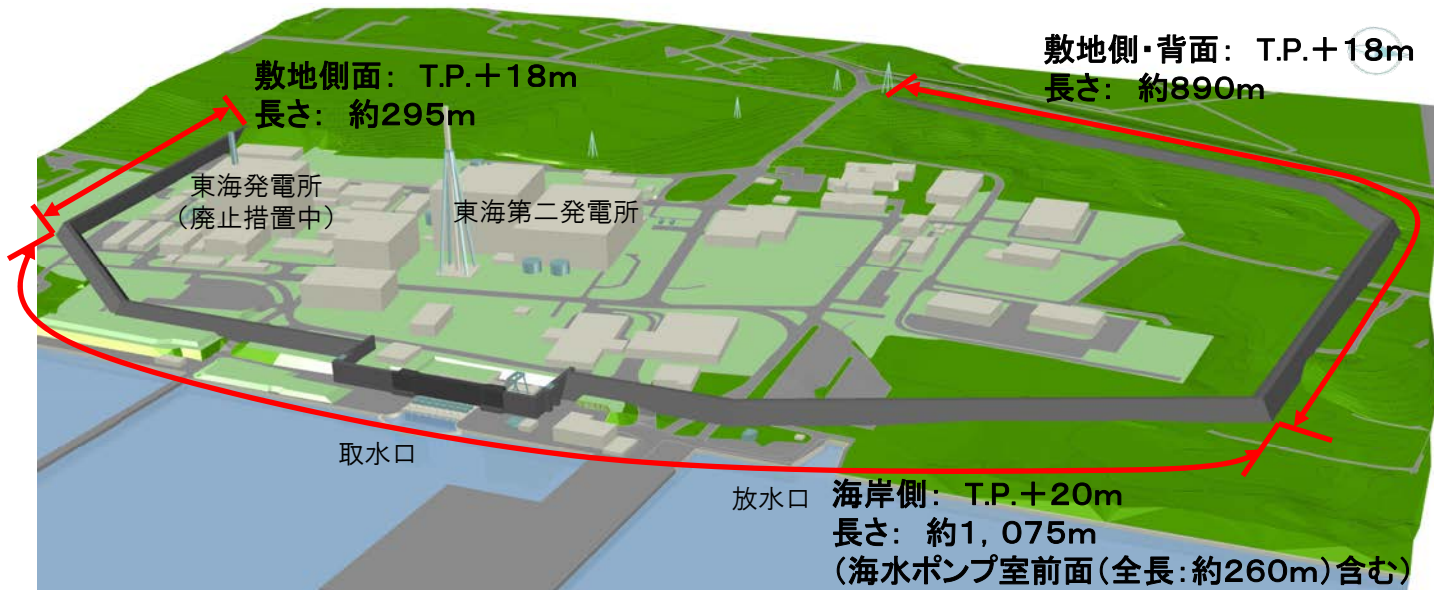 敷地側面： T.P.＋18m
長さ： 約295m
敷地側・背面： T.P.＋18m
長さ： 約890m
東海発電所
（廃止措置中）
東海第二発電所
取水口
放水口
海岸側： T.P.＋20m
長さ： 約1，075m
（海水ポンプ室前面（全長：約260m）含む）